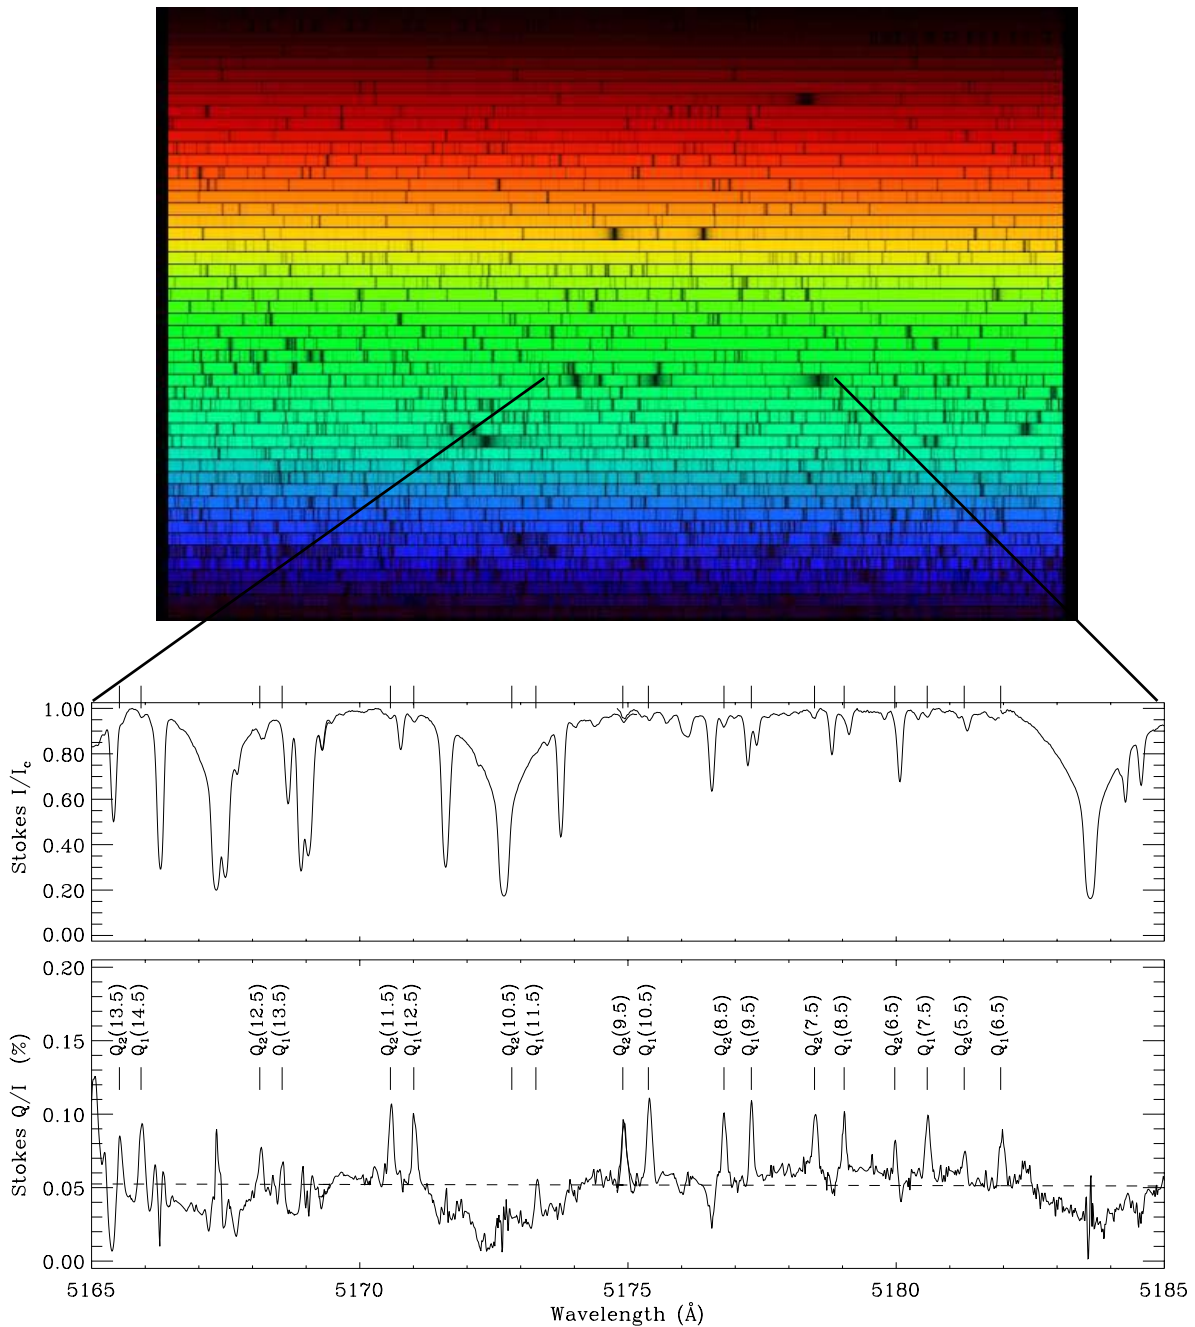 1.00
0.80
0.60
0.40
0.20
0.00
Stokes I/I_c
0.20
0.15
0.10
0.05
0.00
Stokes Q/I (%)
Q₂(13.5)
Q₁(14.5)
Q₂(12.5)
Q₁(13.5)
Q₂(11.5)
Q₁(12.5)
Q₂(10.5)
Q₁(11.5)
Q₂(9.5)
Q₁(10.5)
Q₂(8.5)
Q₁(9.5)
Q₂(7.5)
Q₁(8.5)
Q₂(6.5)
Q₁(7.5)
Q₂(5.5)
Q₁(6.5)
5165 5170 5175 5180 5185
Wavelength (Å)